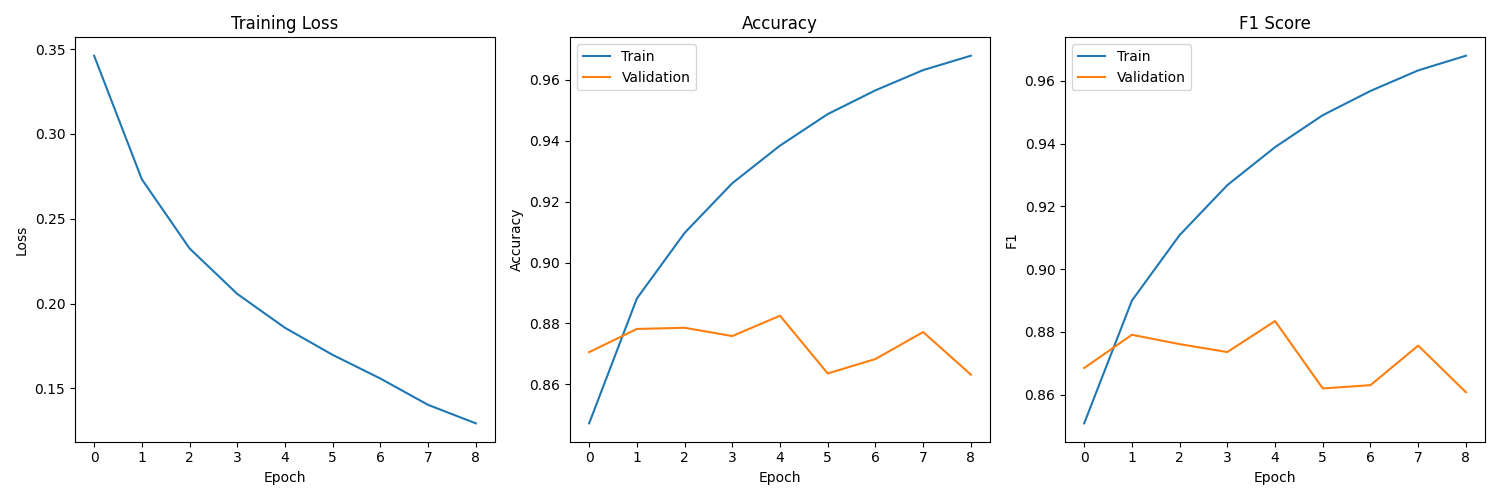 Training Loss
0.35
0.30
0.25
0.20
0.15
Loss
0 1 2 3 4 5 6 7 8
Epoch
Accuracy
Train
Validation
0.96
0.94
0.92
0.90
0.88
0.86
Accuracy
0 1 2 3 4 5 6 7 8
Epoch
F1 Score
Train
Validation
0.96
0.94
0.92
0.90
0.88
0.86
F1
0 1 2 3 4 5 6 7 8
Epoch